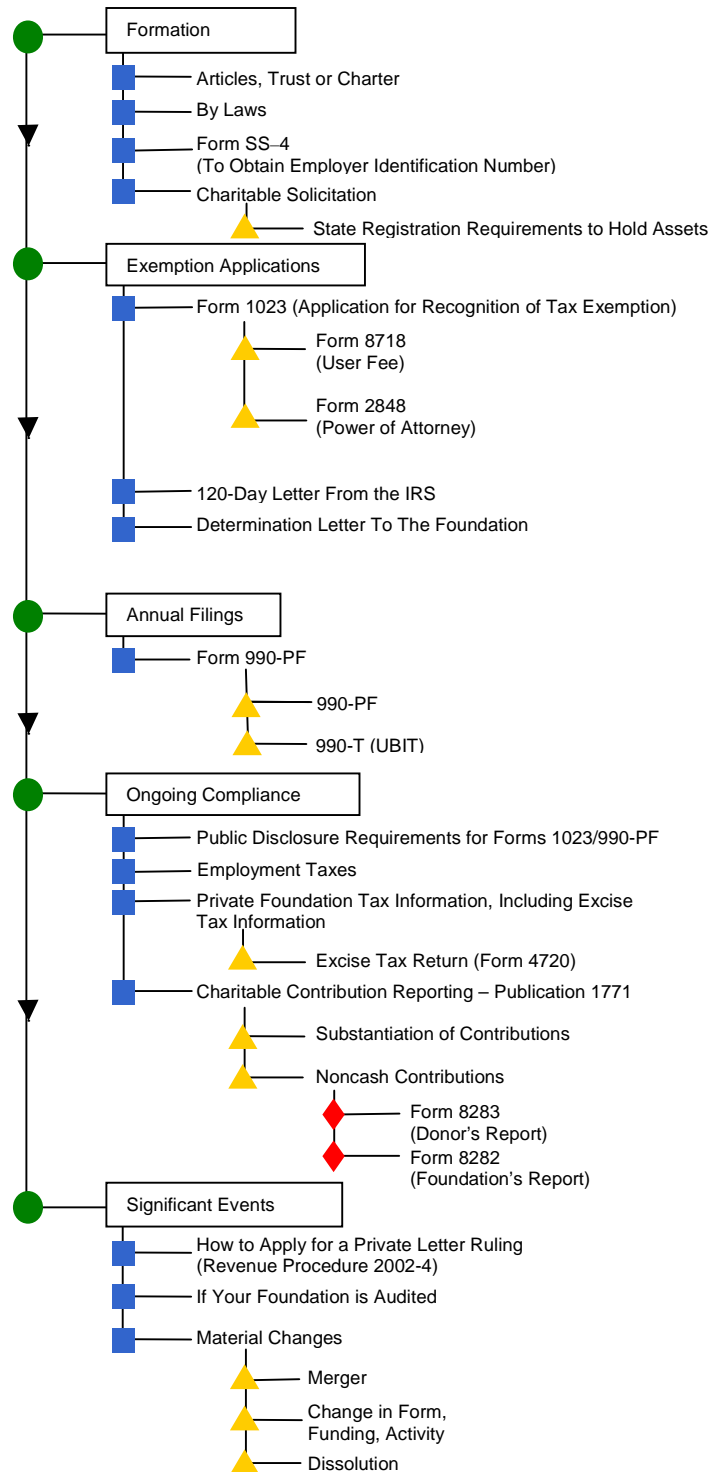 Formation
Articles, Trust or Charter
By Laws
Form SS–4
(To Obtain Employer Identification Number)
Charitable Solicitation
State Registration Requirements to Hold Assets
Exemption Applications
Form 1023 (Application for Recognition of Tax Exemption)
Form 8718
(User Fee)
Form 2848
(Power of Attorney)
120-Day Letter From the IRS
Determination Letter To The Foundation
Annual Filings
Form 990-PF
990-PF
990-T (UBIT)
Ongoing Compliance
Public Disclosure Requirements for Forms 1023/990-PF
Employment Taxes
Private Foundation Tax Information, Including Excise
Tax Information
Excise Tax Return (Form 4720)
Charitable Contribution Reporting – Publication 1771
Substantiation of Contributions
Noncash Contributions
Form 8283
(Donor's Report)
Form 8282
(Foundation's Report)
Significant Events
How to Apply for a Private Letter Ruling
(Revenue Procedure 2002-4)
If Your Foundation is Audited
Material Changes
Merger
Change in Form,
Funding, Activity
Dissolution